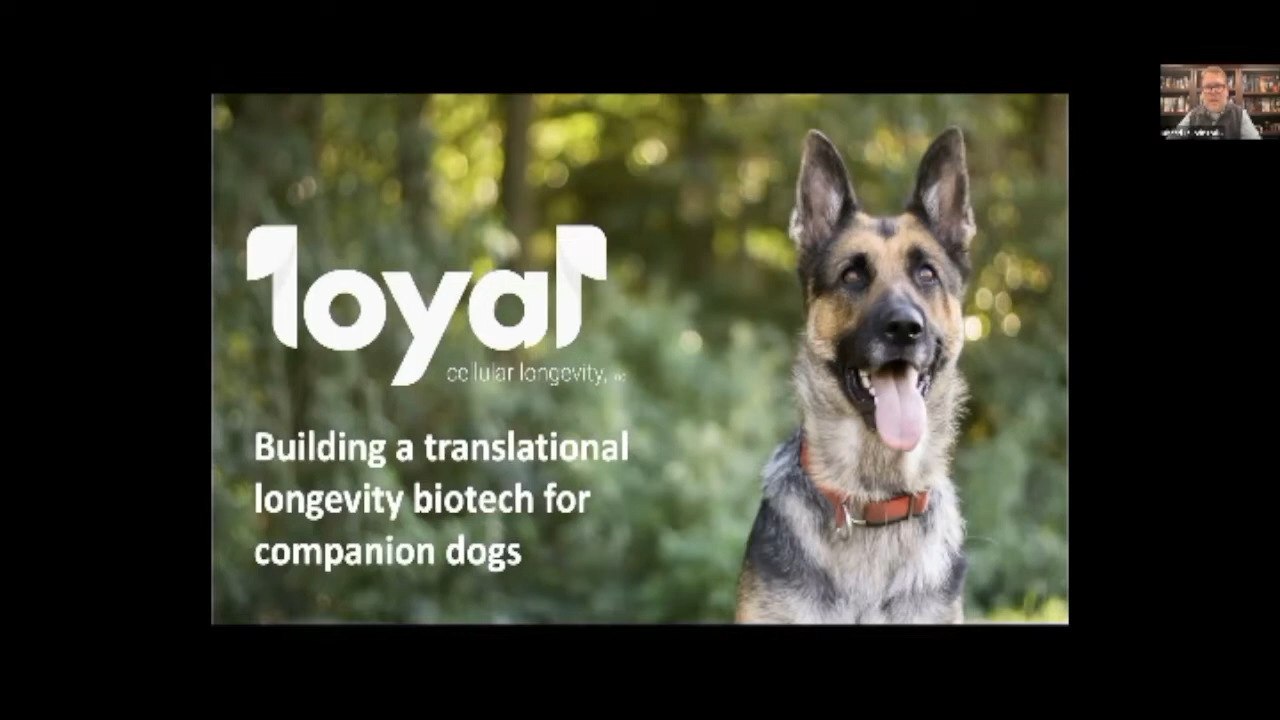 loyal
cellular longevity,
Building a translational
longevity biotech for
companion dogs